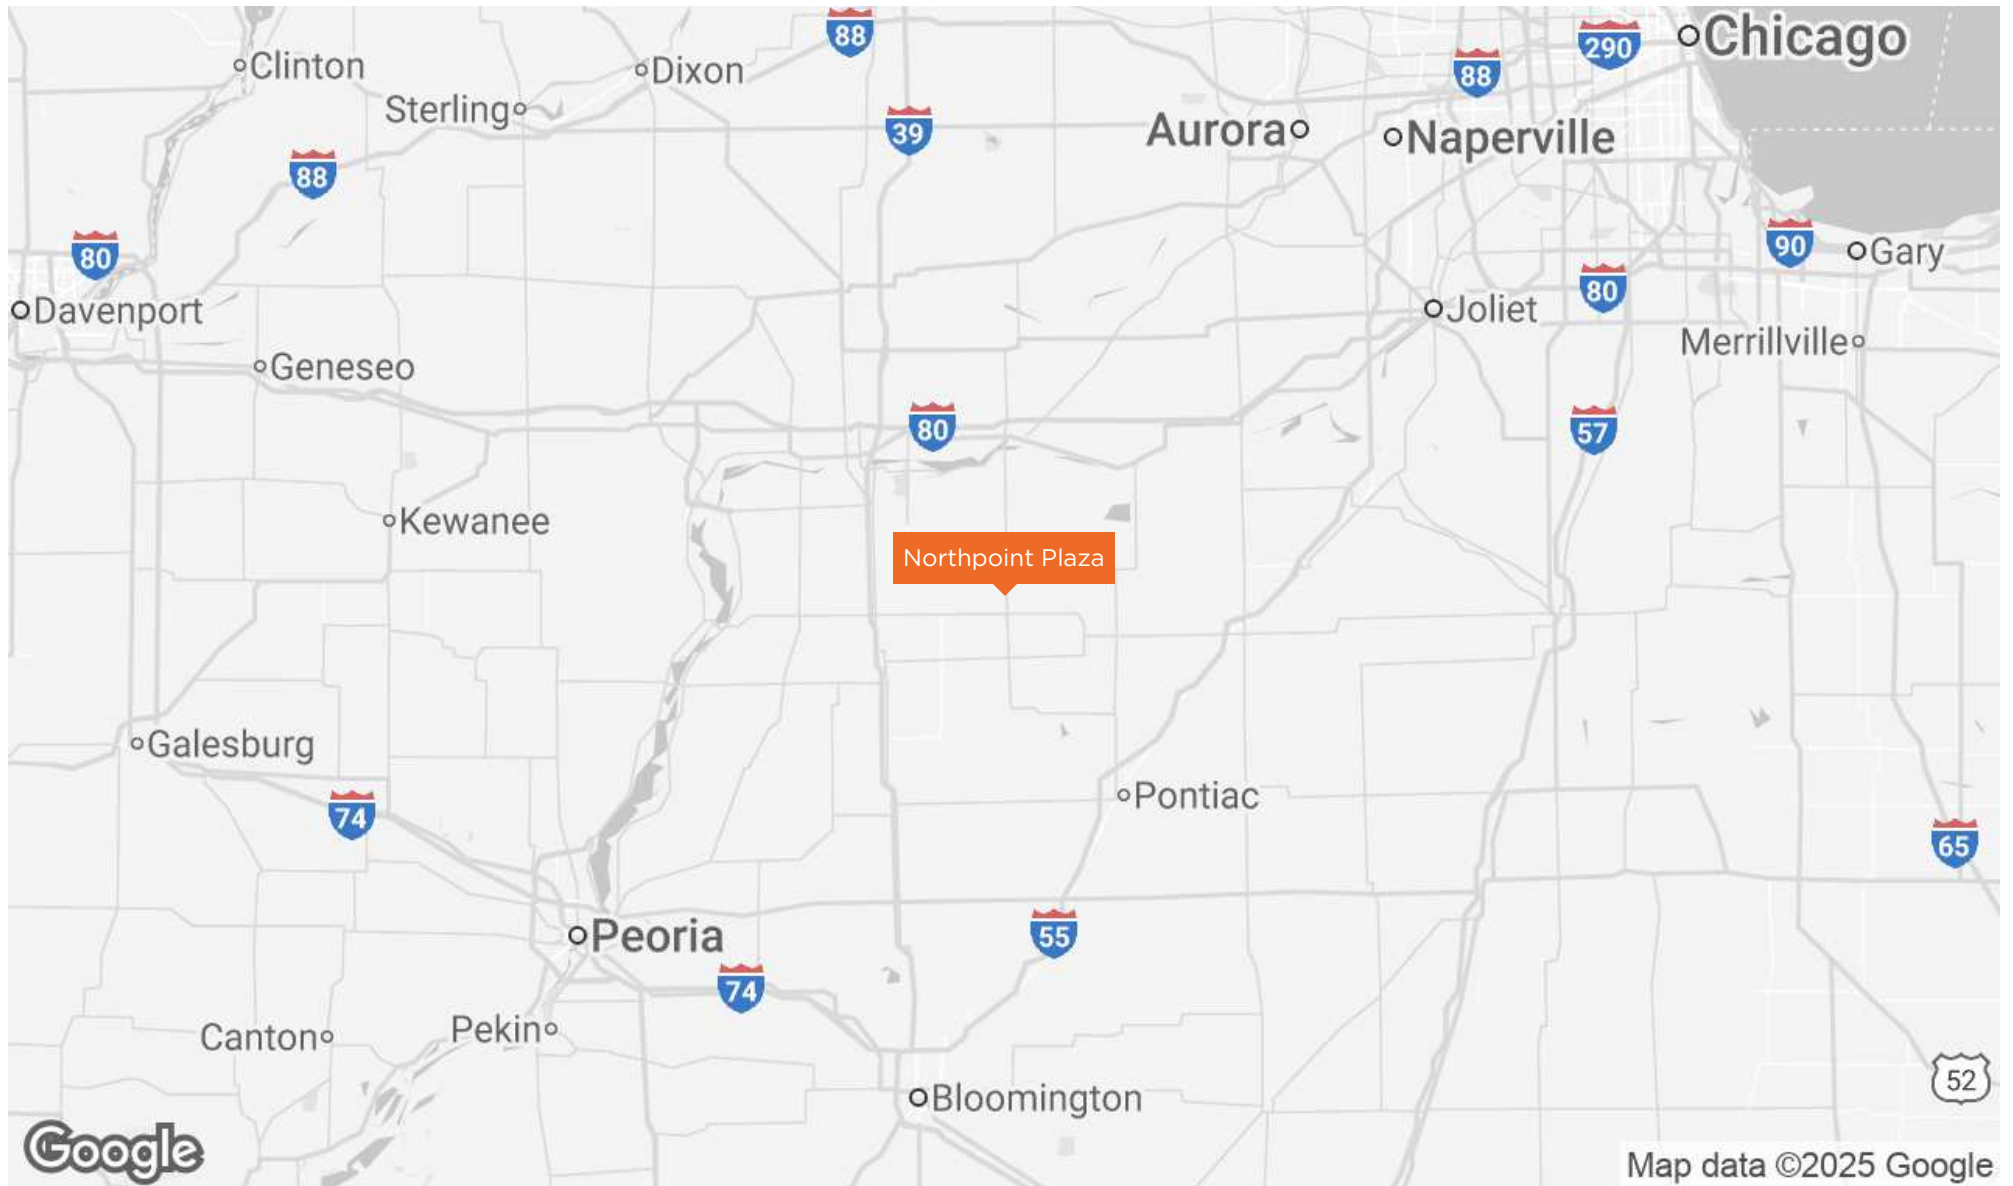 Chicago
88
290
Clinton
Dixon
88
Sterling
39
Aurora
Naperville
88
80
90
Gary
Davenport
80
Joliet
Merrillville
Geneseo
80
57
Kewanee
Northpoint Plaza
Galesburg
Pontiac
74
65
Peoria
55
74
Canton
Pekin
52
Bloomington
Google
Map data ©2025 Google